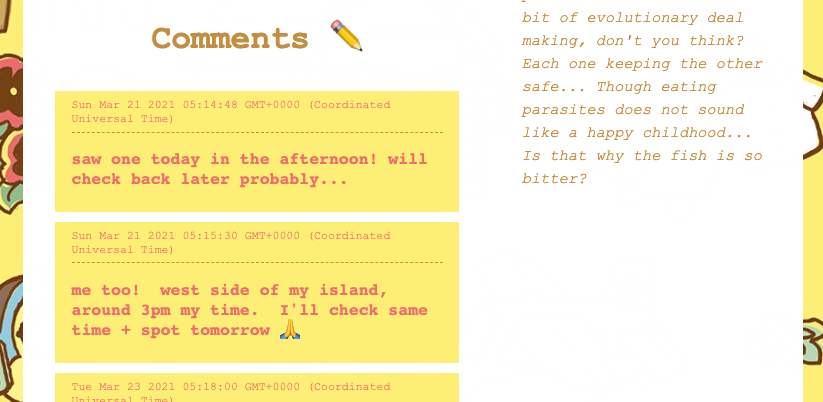 Comments ✏️
Sun Mar 21 2021 05:14:48 GMT+0000 (Coordinated
Universal Time)
saw one today in the afternoon! will
check back later probably...
Sun Mar 21 2021 05:15:30 GMT+0000 (Coordinated
Universal Time)
me too!  west side of my island,
around 3pm my time.  I'll check same
time + spot tomorrow 🙏
Tue Mar 23 2021 05:18:00 GMT+0000 (Coordinated
Universal Time)
bit of evolutionary deal
making, don't you think?
Each one keeping the other
safe... Though eating
parasites does not sound
like a happy childhood...
Is that why the fish is so
bitter?